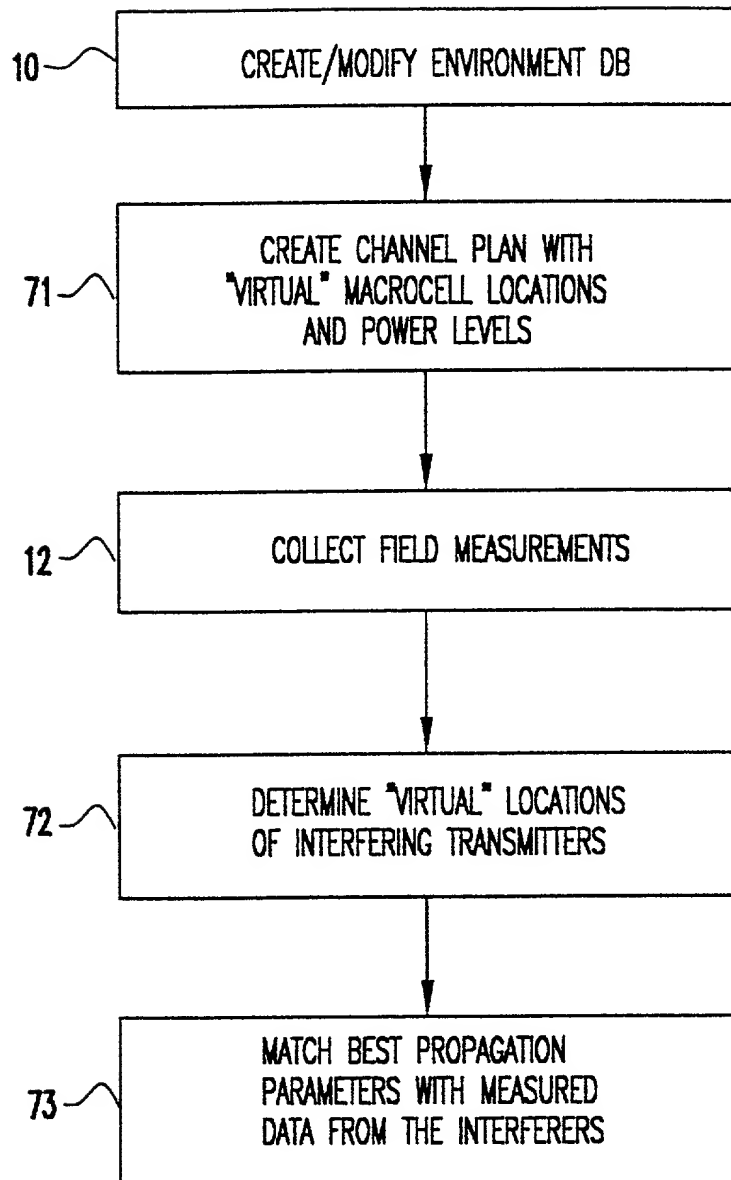 10
CREATE/MODIFY ENVIRONMENT DB
71
CREATE CHANNEL PLAN WITH
"VIRTUAL" MACROCELL LOCATIONS
AND POWER LEVELS
12
COLLECT FIELD MEASUREMENTS
72
DETERMINE "VIRTUAL" LOCATIONS
OF INTERFERING TRANSMITTERS
73
MATCH BEST PROPAGATION
PARAMETERS WITH MEASURED
DATA FROM THE INTERFERERS